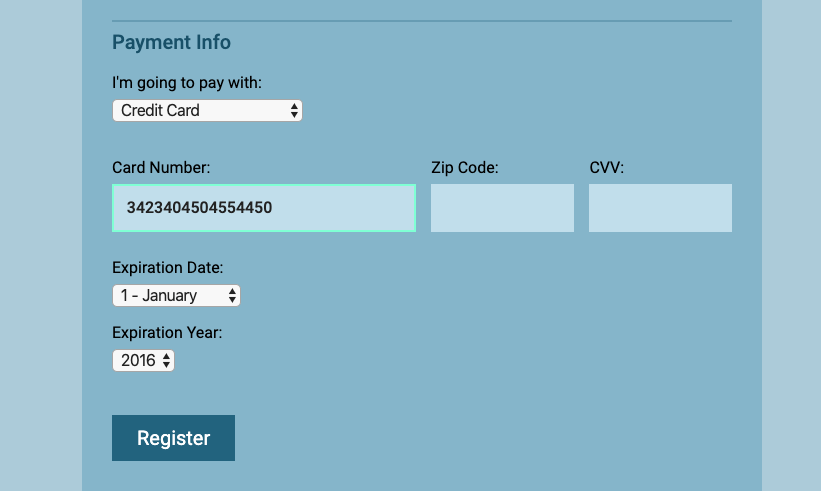 Payment Info
I'm going to pay with:
Credit Card
Card Number: Zip Code: CVV:
3423404504554450
Expiration Date:
1 - January
Expiration Year:
2016
Register